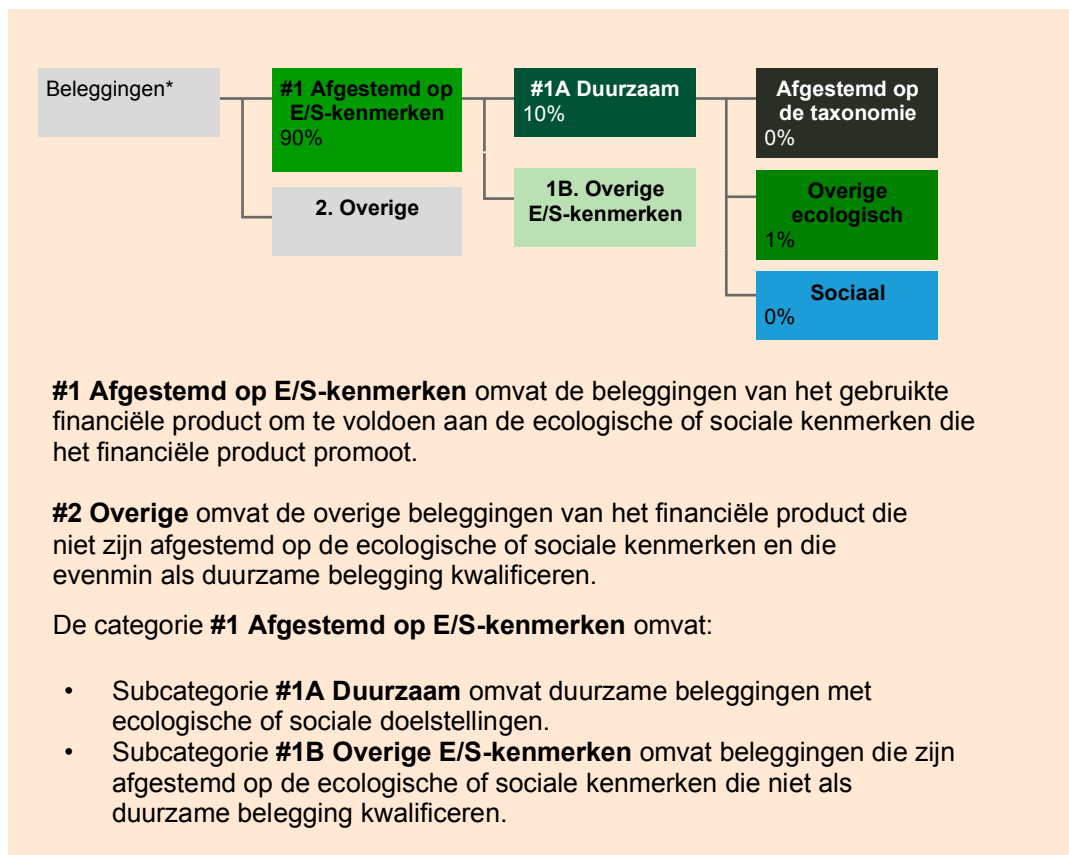 Beleggingen*
#1 Afgestemd op
E/S-kenmerken
90%
2. Overige
#1A Duurzaam
10%
1B. Overige
E/S-kenmerken
Afgestemd op
de taxonomie
0%
Overige
ecologisch
1%
Sociaal
0%
#1 Afgestemd op E/S-kenmerken omvat de beleggingen van het gebruikte
financiële product om te voldoen aan de ecologische of sociale kenmerken die
het financiële product promoot.
#2 Overige omvat de overige beleggingen van het financiële product die
niet zijn afgestemd op de ecologische of sociale kenmerken en die
evenmin als duurzame belegging kwalificeren.
De categorie #1 Afgestemd op E/S-kenmerken omvat:
• Subcategorie #1A Duurzaam omvat duurzame beleggingen met
ecologische of sociale doelstellingen.
• Subcategorie #1B Overige E/S-kenmerken omvat beleggingen die zijn
afgestemd op de ecologische of sociale kenmerken die niet als
duurzame belegging kwalificeren.